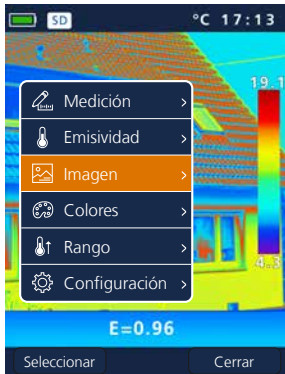 SD °C 17:13
19.1
Medición
Emisividad
Imagen
Colores
Rango
Configuración
4.3
E=0.96
Seleccionar Cerrar